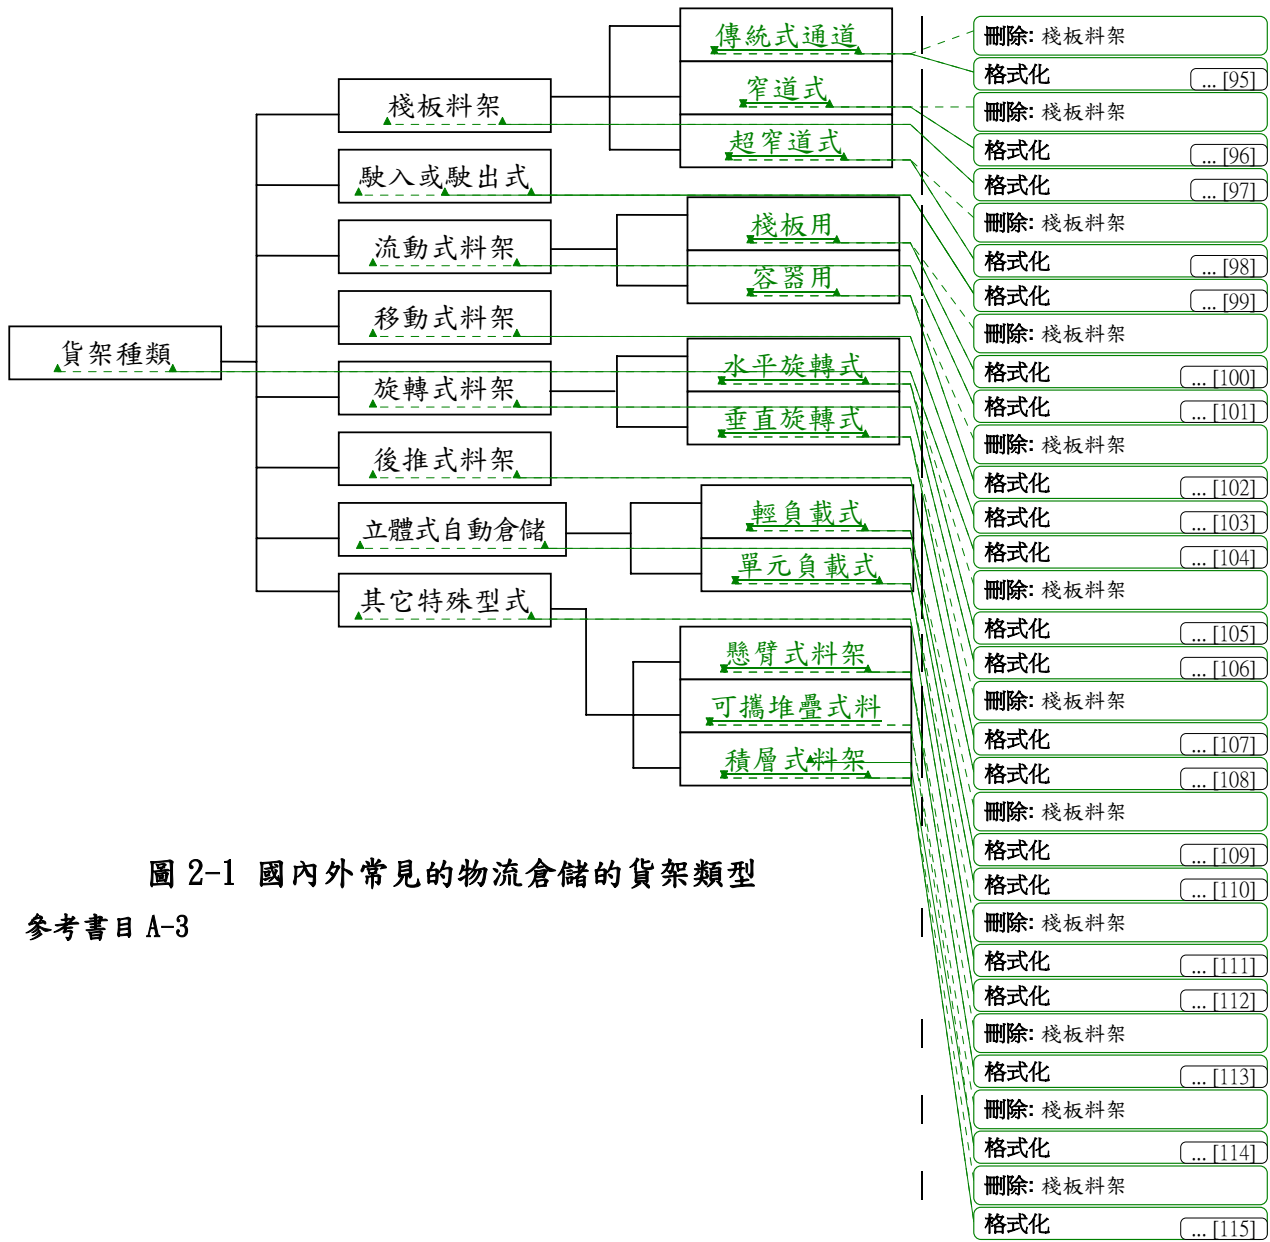 傳統式通道
窄道式
棧板料架
超窄道式
駛入或駛出式
棧板用
流動式料架
容器用
移動式料架
貨架種類
水平旋轉式
旋轉式料架
垂直旋轉式
後推式料架
輕負載式
立體式自動倉儲
單元負載式
其它特殊型式
懸臂式料架
可攜堆疊式料
積層式料架
圖 2-1 國內外常見的物流倉儲的貨架類型
參考書目 A-3
刪除: 棧板料架
格式化 ... [95]
刪除: 棧板料架
格式化 ... [96]
格式化 ... [97]
刪除: 棧板料架
格式化 ... [98]
格式化 ... [99]
刪除: 棧板料架
格式化 ... [100]
格式化 ... [101]
刪除: 棧板料架
格式化 ... [102]
格式化 ... [103]
格式化 ... [104]
刪除: 棧板料架
格式化 ... [105]
格式化 ... [106]
刪除: 棧板料架
格式化 ... [107]
格式化 ... [108]
刪除: 棧板料架
格式化 ... [109]
格式化 ... [110]
刪除: 棧板料架
格式化 ... [111]
格式化 ... [112]
刪除: 棧板料架
格式化 ... [113]
刪除: 棧板料架
格式化 ... [114]
刪除: 棧板料架
格式化 ... [115]